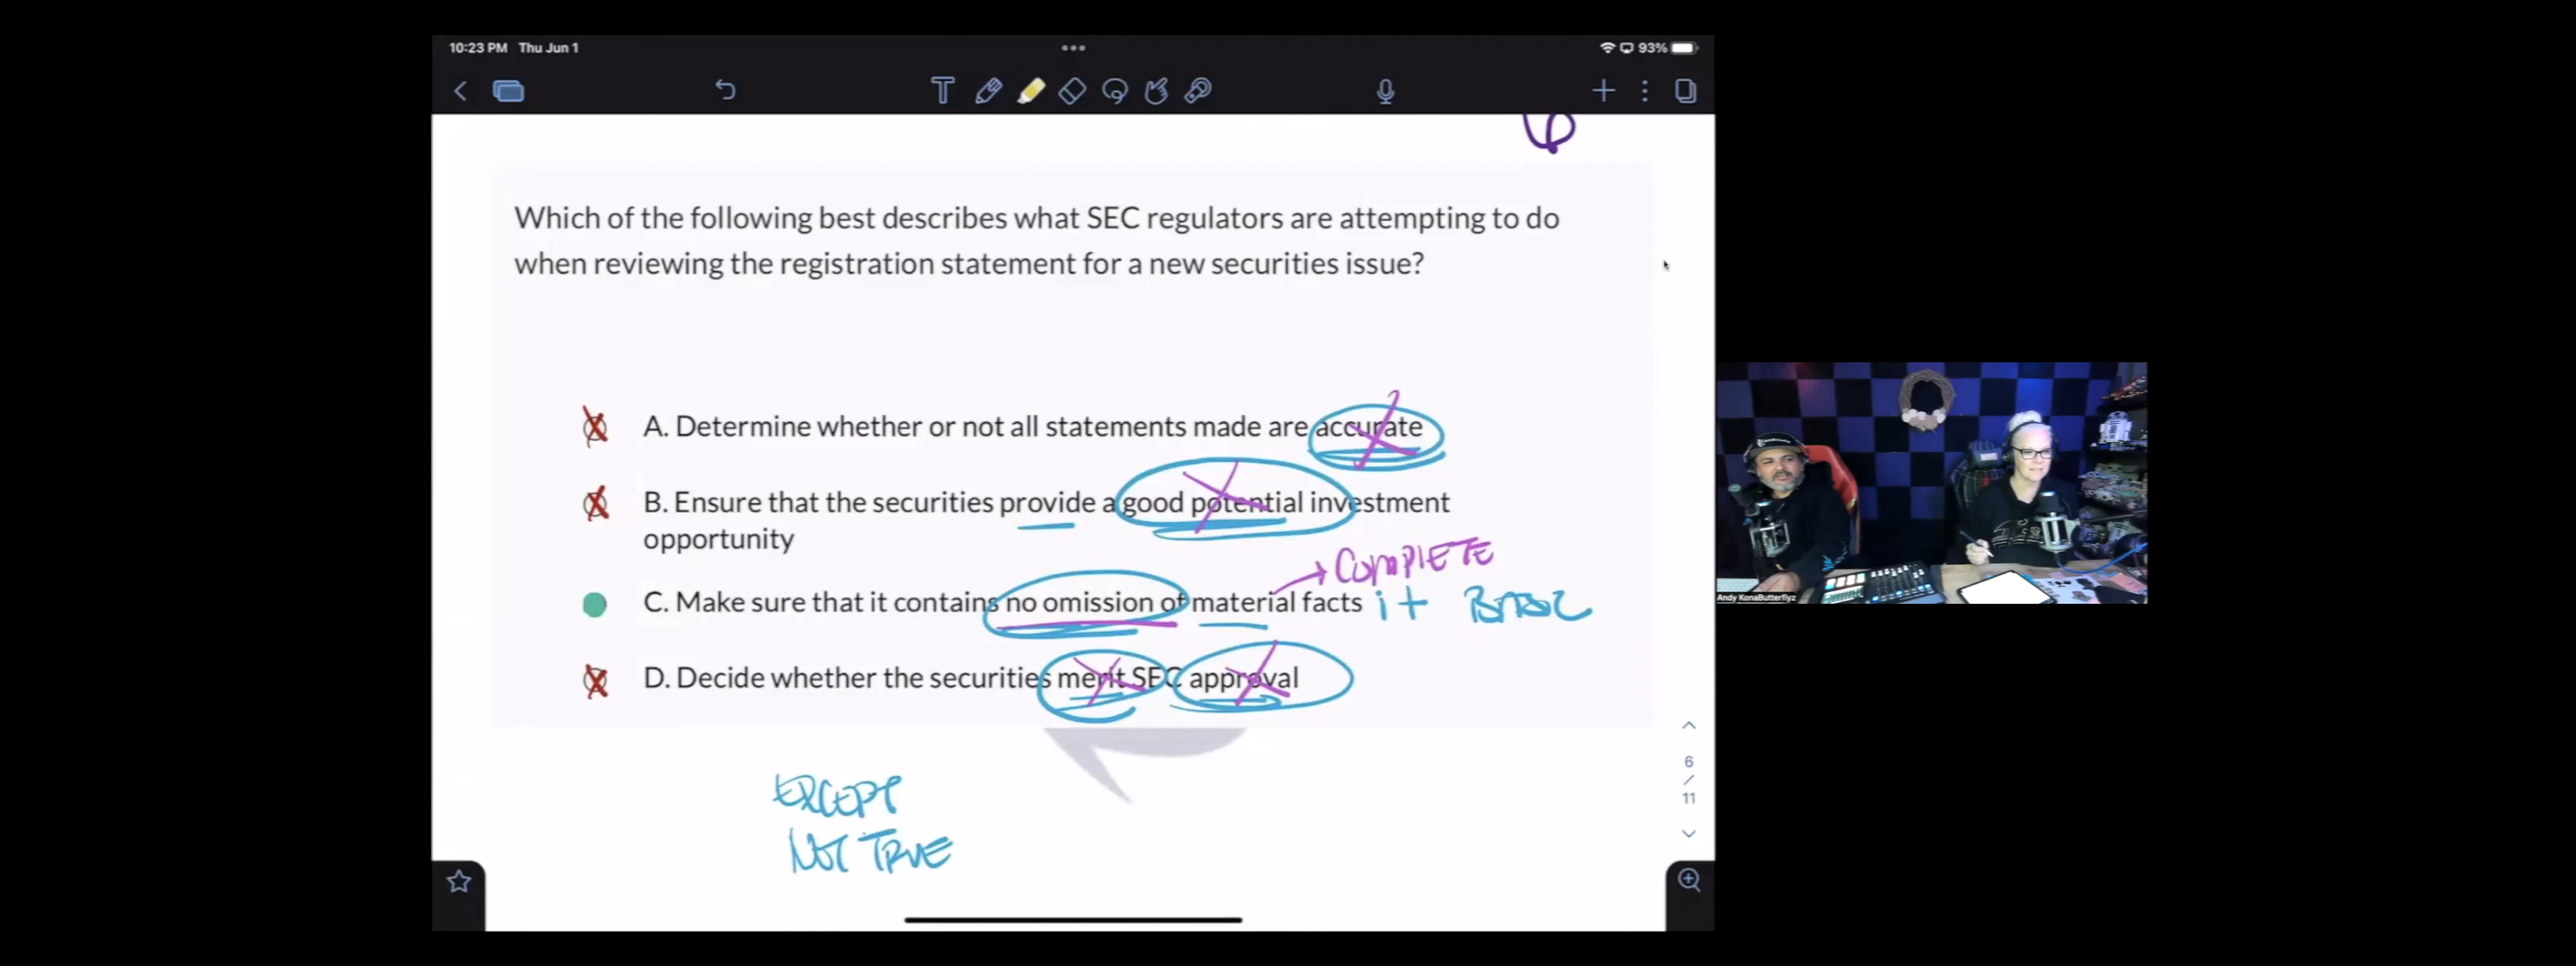 10:23 PM Thu Jun 1
93%
Which of the following best describes what SEC regulators are attempting to do
when reviewing the registration statement for a new securities issue?
A. Determine whether or not all statements made are accurate
B. Ensure that the securities provide a good potential investment
opportunity
COMPLETE
C. Make sure that it contains no omission of material facts
D. Decide whether the securities merit SEC approval
EXCEPT
NOT TRUE
6
/
11
Andy KonaButterflyz